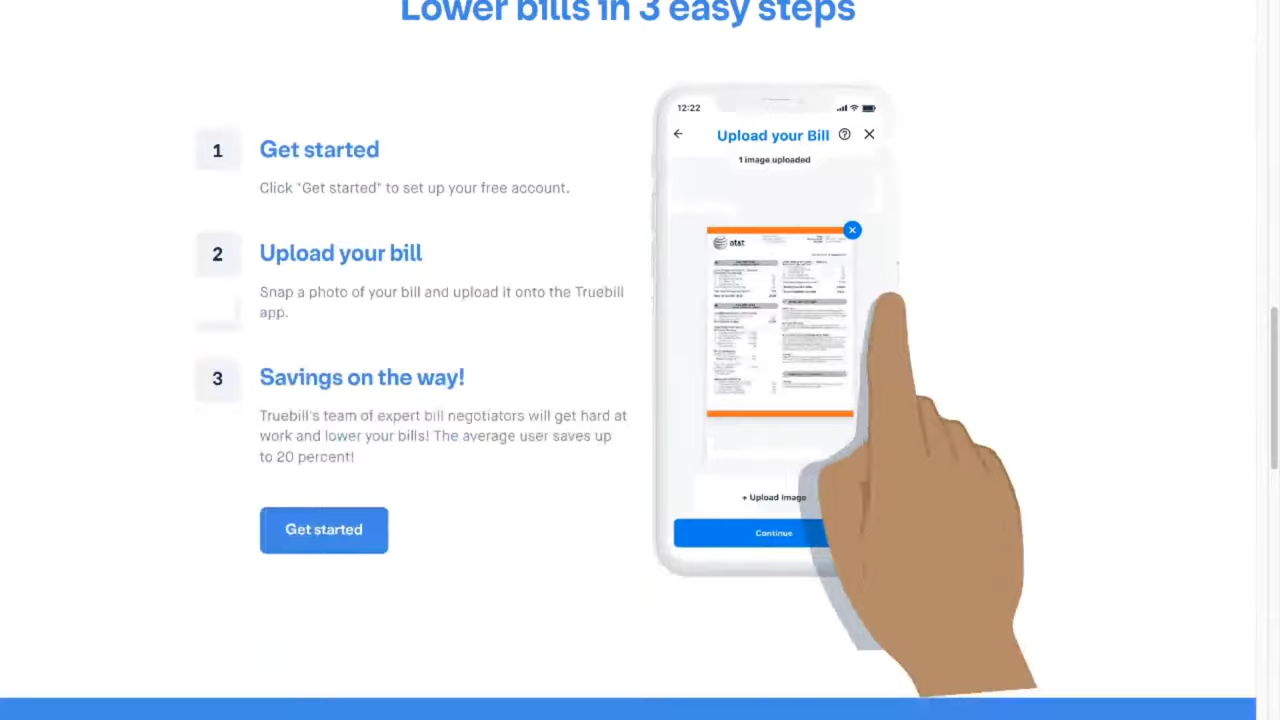 Lower bills in 3 easy steps
1
Get started
Click "Get started" to set up your free account.
2
Upload your bill
Snap a photo of your bill and upload it onto the Truebill
app.
3
Savings on the way!
Truebill's team of expert bill negotiators will get hard at
work and lower your bills! The average user saves up
to 20 percent!
Get started
12:22
Upload your Bill
1 image uploaded
at&t
+ Upload image
Continue